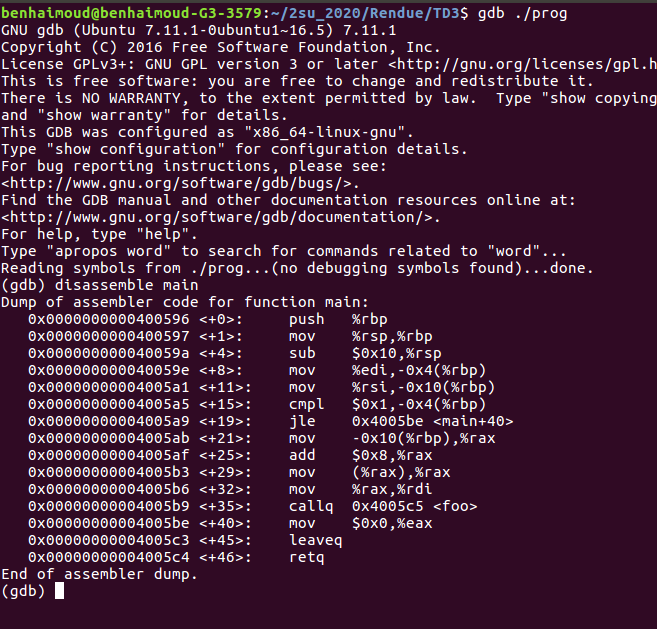 benhaimoud@benhaimoud-G3-3579:~/2su_2020/Rendue/TD3$ gdb ./prog
GNU gdb (Ubuntu 7.11.1-0ubuntu1~16.5) 7.11.1
Copyright (C) 2016 Free Software Foundation, Inc.
License GPLv3+: GNU GPL version 3 or later <http://gnu.org/licenses/gpl.h
This is free software: you are free to change and redistribute it.
There is NO WARRANTY, to the extent permitted by law.  Type "show copying
and "show warranty" for details.
This GDB was configured as "x86_64-linux-gnu".
Type "show configuration" for configuration details.
For bug reporting instructions, please see:
<http://www.gnu.org/software/gdb/bugs/>.
Find the GDB manual and other documentation resources online at:
<http://www.gnu.org/software/gdb/documentation/>.
For help, type "help".
Type "apropos word" to search for commands related to "word"...
Reading symbols from ./prog...(no debugging symbols found)...done.
(gdb) disassemble main
Dump of assembler code for function main:
   0x0000000000400596 <+0>:     push   %rbp
   0x0000000000400597 <+1>:     mov    %rsp,%rbp
   0x000000000040059a <+4>:     sub    $0x10,%rsp
   0x000000000040059e <+8>:     mov    %edi,-0x4(%rbp)
   0x00000000004005a1 <+11>:    mov    %rsi,-0x10(%rbp)
   0x00000000004005a5 <+15>:    cmpl   $0x1,-0x4(%rbp)
   0x00000000004005a9 <+19>:    jle    0x4005be <main+40>
   0x00000000004005ab <+21>:    mov    -0x10(%rbp),%rax
   0x00000000004005af <+25>:    add    $0x8,%rax
   0x00000000004005b3 <+29>:    mov    (%rax),%rax
   0x00000000004005b6 <+32>:    mov    %rax,%rdi
   0x00000000004005b9 <+35>:    callq  0x4005c5 <foo>
   0x00000000004005be <+40>:    mov    $0x0,%eax
   0x00000000004005c3 <+45>:    leaveq
   0x00000000004005c4 <+46>:    retq
End of assembler dump.
(gdb)